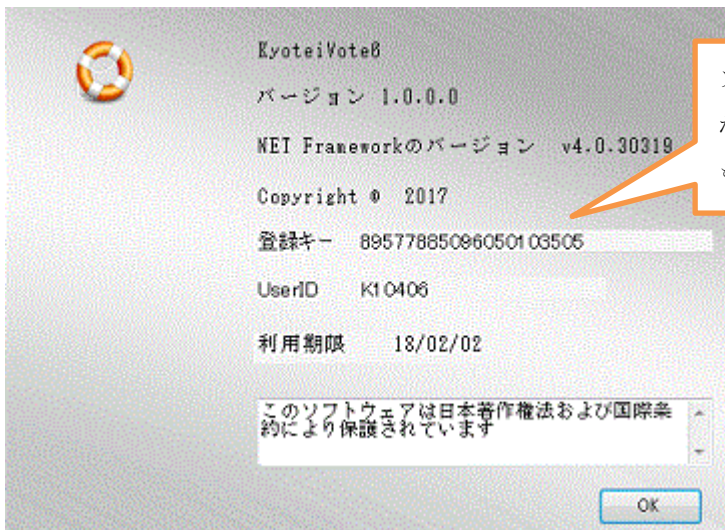 KyoteiVote6
バージョン 1.0.0.0
NET Frameworkのバージョン v4.0.30319
Copyright © 2017
登録キー 89577885096050103505
UserID K10406
利用期限 18/02/02
このソフトウェアは日本著作権法および国際条
約により保護されています
OK